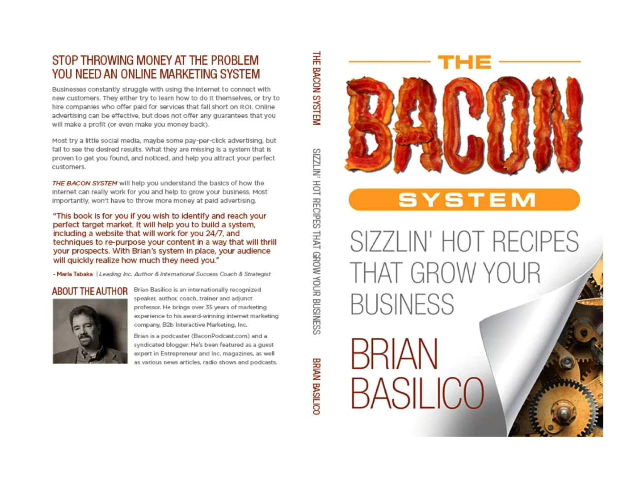 STOP THROWING MONEY AT THE PROBLEM
YOU NEED AN ONLINE MARKETING SYSTEM
Businesses constantly struggle with using the internet to connect with
new customers. They either try to learn how to do it themselves, or try to
hire companies who offer paid for services that fall short on ROI. Online
advertising can be effective, but does not offer any guarantees that you
will make a profit (or even make you money back).
Most try a little social media, maybe some pay-per-click advertising, but
fail to see the desired results. What they are missing is a system that is
proven to get you found, and noticed, and help you attract your perfect
customers.
THE BACON SYSTEM will help you understand the basics of how the
internet can really work for you and help to grow your business. Most
importantly, won't have to throw more money at paid advertising.
"This book is for you if you wish to identify and reach your
perfect target market. It will help you to build a system,
including a website that will work for you 24/7, and
techniques to re-purpose your content in a way that will thrill
your prospects. With Brian's system in place, your audience
will quickly realize how much they need you."
- Marla Tabaka | Leading Inc. Author & International Success Coach & Strategist
ABOUT THE AUTHOR
Brian Basilico is an internationally recognized
speaker, author, coach, trainer and adjunct
professor. He brings over 35 years of marketing
experience to his award-winning internet marketing
company, B2b Interactive Marketing, Inc.
Brian is a podcaster (BaconPodcast.com) and a
syndicated blogger. He's been featured as a guest
expert in Entrepreneur and Inc. magazines, as well
as various news articles, radio shows and podcasts.
THE BACON SYSTEM
SIZZLIN' HOT RECIPES THAT GROW YOUR BUSINESS
BRIAN BASILICO
THE
BACON
SYSTEM
SIZZLIN' HOT RECIPES
THAT GROW YOUR
BUSINESS
BRIAN
BASILICO